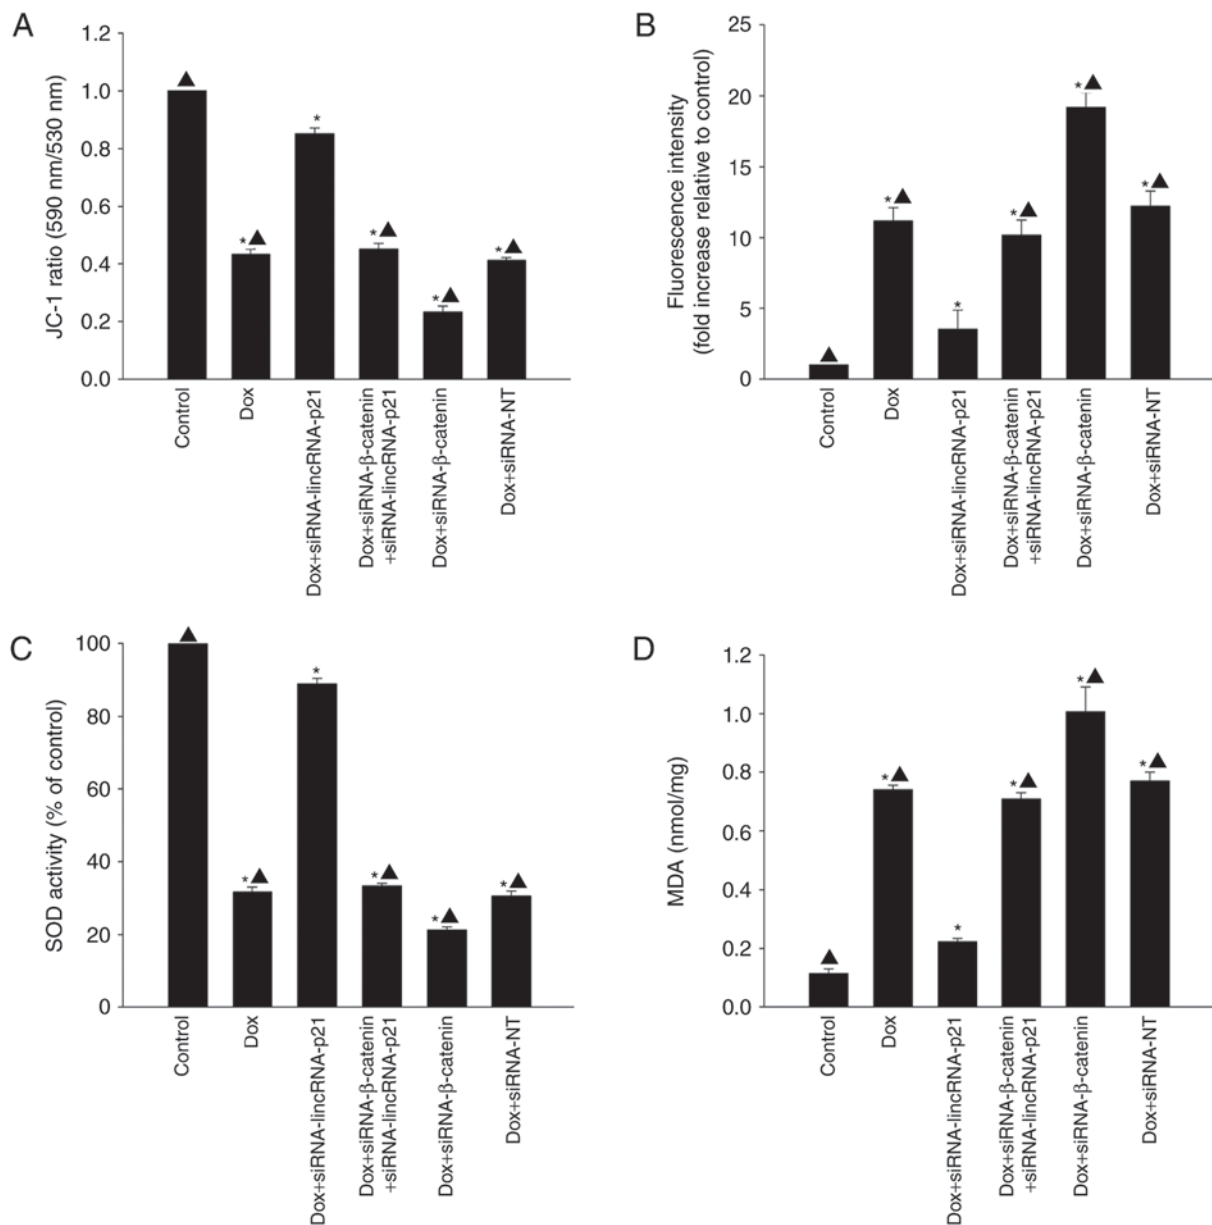 A
JC-1 ratio (590 nm/530 nm)
1.2
1.0
0.8
0.6
0.4
0.2
0.0
▲
*▲
*
*▲
*▲
*▲
Control
Dox
Dox+siRNA-lincRNA-p21
Dox+siRNA-β-catenin
+siRNA-lincRNA-p21
Dox+siRNA-β-catenin
Dox+siRNA-NT
B
Fluorescence intensity
(fold increase relative to control)
25
20
15
10
5
0
▲
*▲
*
*▲
*▲
*▲
Control
Dox
Dox+siRNA-lincRNA-p21
Dox+siRNA-β-catenin
+siRNA-lincRNA-p21
Dox+siRNA-β-catenin
Dox+siRNA-NT
C
SOD activity (% of control)
100
80
60
40
20
0
▲
*▲
*
*▲
*▲
*▲
Control
Dox
Dox+siRNA-lincRNA-p21
Dox+siRNA-β-catenin
+siRNA-lincRNA-p21
Dox+siRNA-β-catenin
Dox+siRNA-NT
D
MDA (nmol/mg)
1.2
1.0
0.8
0.6
0.4
0.2
0.0
▲
*▲
*
*▲
*▲
*▲
Control
Dox
Dox+siRNA-lincRNA-p21
Dox+siRNA-β-catenin
+siRNA-lincRNA-p21
Dox+siRNA-β-catenin
Dox+siRNA-NT